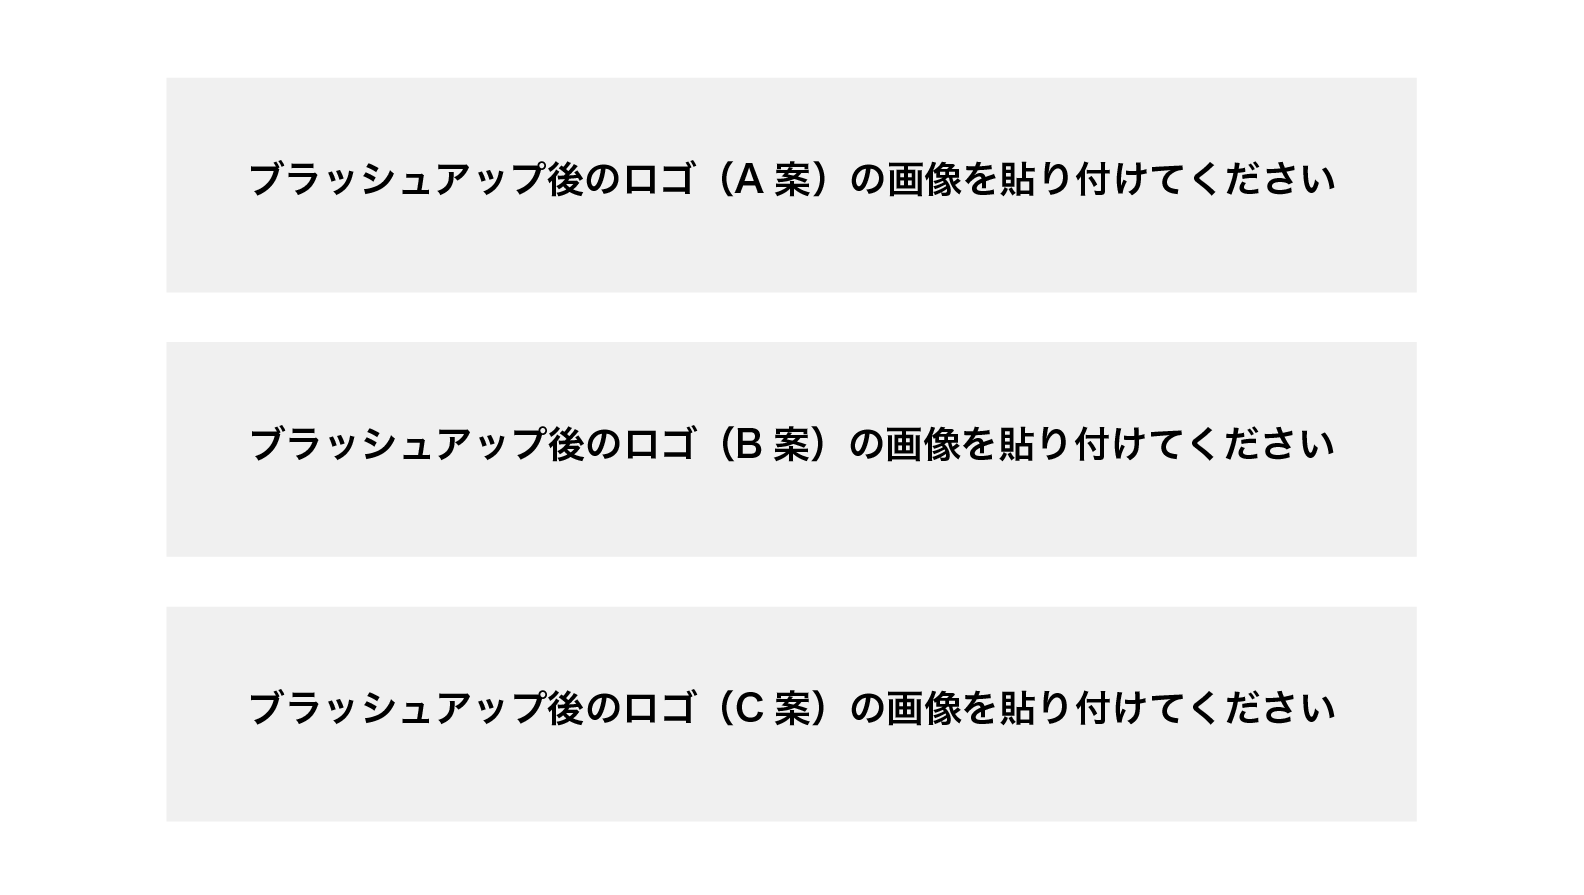 ブラッシュアップ後のロゴ（A 案）の画像を貼り付けてください
ブラッシュアップ後のロゴ（B 案）の画像を貼り付けてください
ブラッシュアップ後のロゴ（C 案）の画像を貼り付けてください